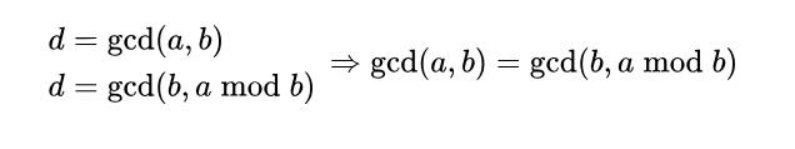 d = gcd(a, b)
d = gcd(b, a mod b)
⇒ gcd(a, b) = gcd(b, a mod b)